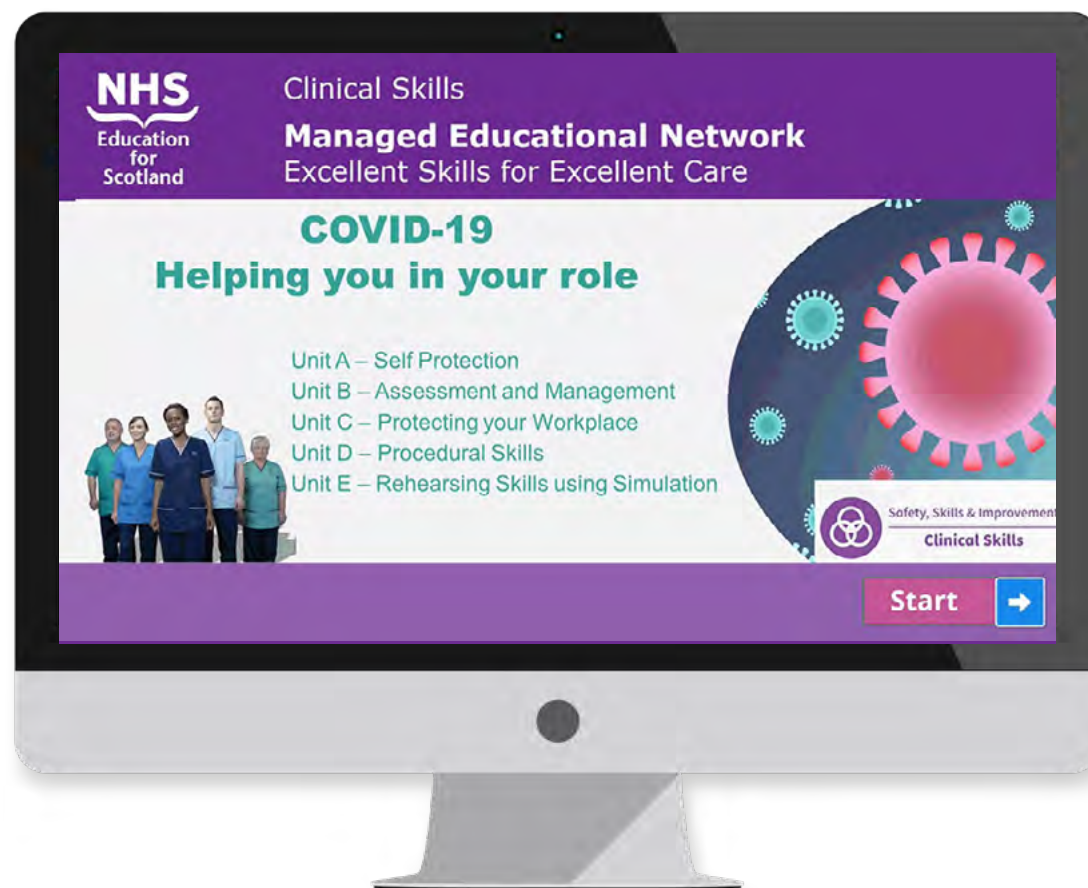 NHS
Education
for
Scotland
Clinical Skills
Managed Educational Network
Excellent Skills for Excellent Care
COVID-19
Helping you in your role
Unit A – Self Protection
Unit B – Assessment and Management
Unit C – Protecting your Workplace
Unit D – Procedural Skills
Unit E – Rehearsing Skills using Simulation
Safety, Skills & Improvement
Clinical Skills
Start